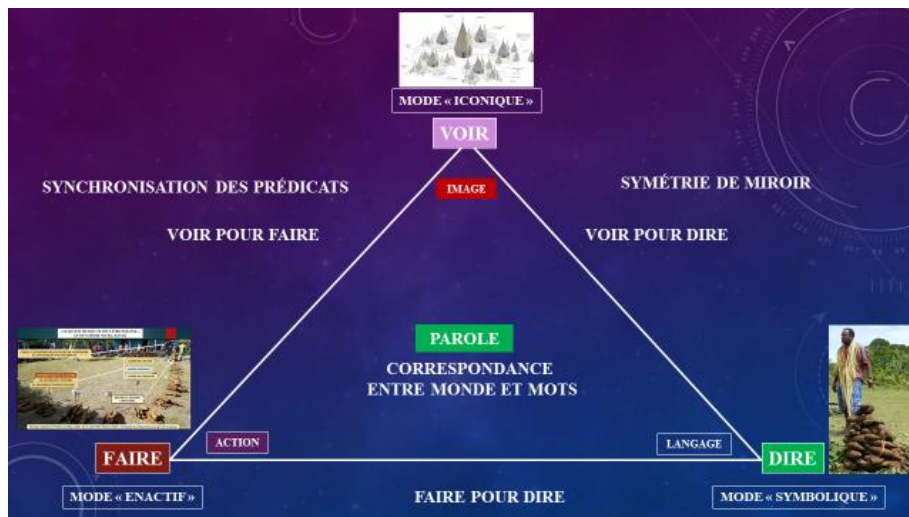 MODE « ICONIQUE »
VOIR
SYNCHRONISATION DES PRÉDICATS
IMAGE
SYMÉTRIE DE MIROIR
VOIR POUR FAIRE
VOIR POUR DIRE
PAROLE
CORRESPONDANCE
ENTRE MONDE ET MOTS
ACTION
LANGAGE
FAIRE
DIRE
MODE « ENACTIF »
FAIRE POUR DIRE
MODE « SYMBOLIQUE »